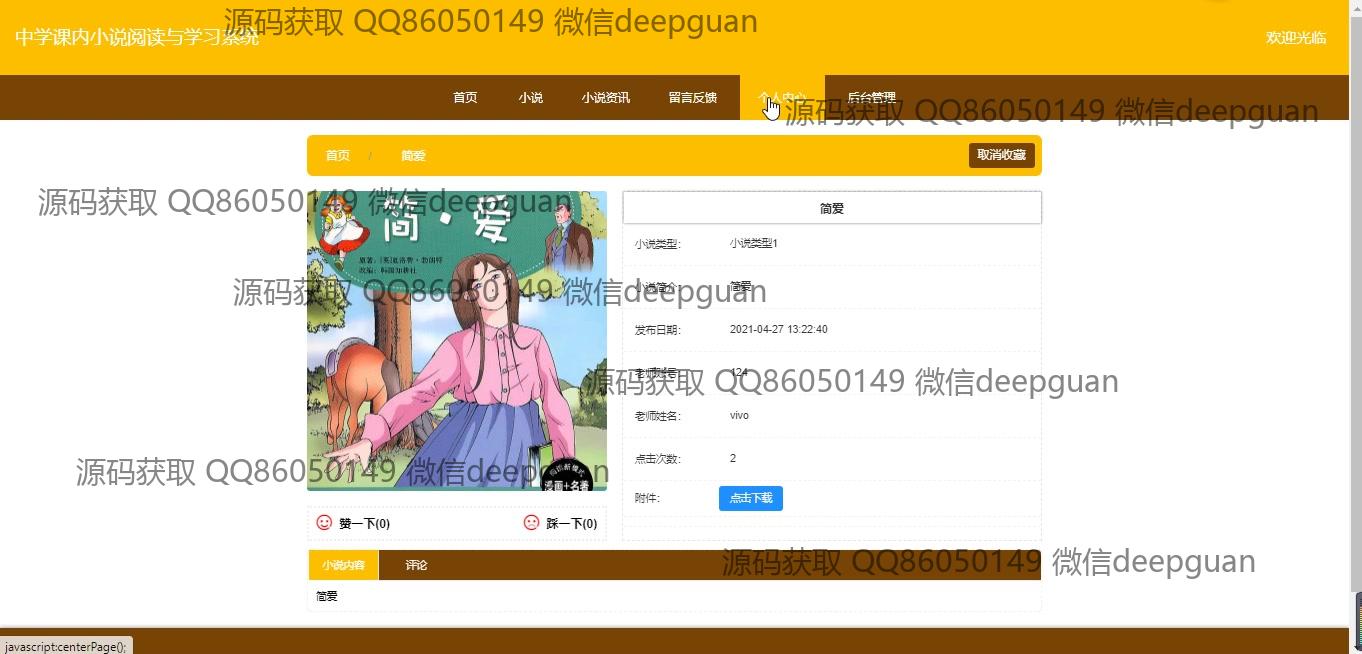 源码获取 QQ86050149 微信deepguan
中学课内小说阅读与学习系统
欢迎光临
首页 小说 小说资讯 留言反馈 个人中心 后台管理
源码获取 QQ86050149 微信deepguan
首页 / 简爱 取消收藏
源码获取 QQ86050149 微信deepguan
简·爱
简爱
小说类型: 小说类型1
源码获取 QQ86050149 微信deepguan
小说简介: 简爱
发布日期: 2021-04-27 13:22:40
源码获取 QQ86050149 微信deepguan
老师账号: 124
老师姓名: vivo
点击次数: 2
源码获取 QQ86050149 微信deepguan
漫画+名著
附件: 点击下载
赞一下(0) 踩一下(0)
源码获取 QQ86050149 微信deepguan
小说内容 评论
简爱
javascript:centerPage();